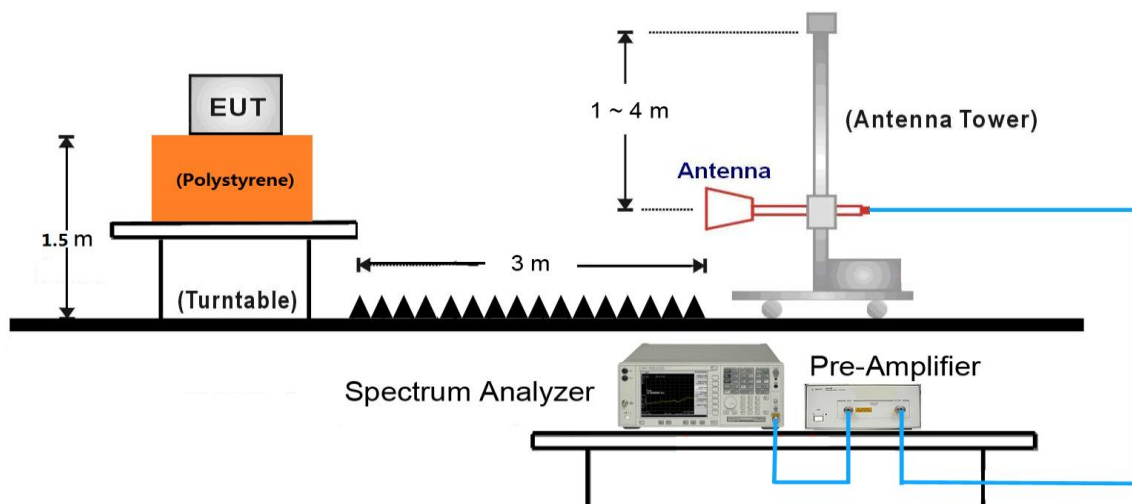 EUT
(Polystyrene)
1.5 m
(Turntable)
3 m
1 ~ 4 m
Antenna
(Antenna Tower)
Spectrum Analyzer
Pre-Amplifier